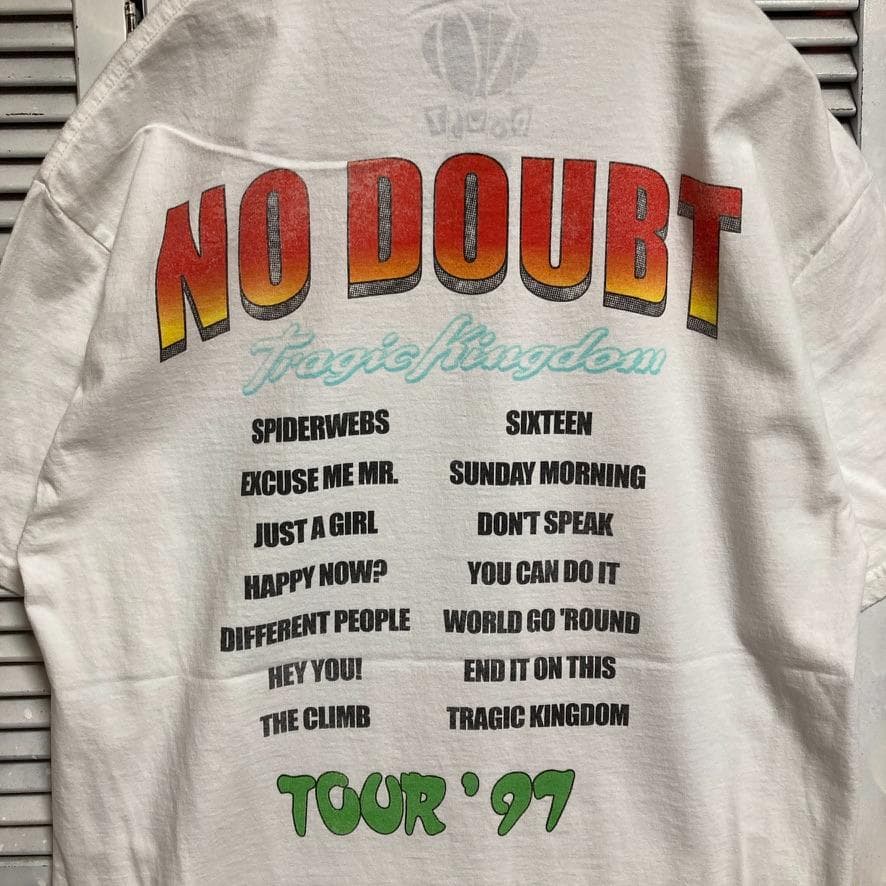 NO DOUBT
Tragic Kingdom
SPIDERWEBS
EXCUSE ME MR.
JUST A GIRL
HAPPY NOW?
DIFFERENT PEOPLE
HEY YOU!
THE CLIMB
SIXTEEN
SUNDAY MORNING
DON'T SPEAK
YOU CAN DO IT
WORLD GO 'ROUND
END IT ON THIS
TRAGIC KINGDOM
TOUR '97